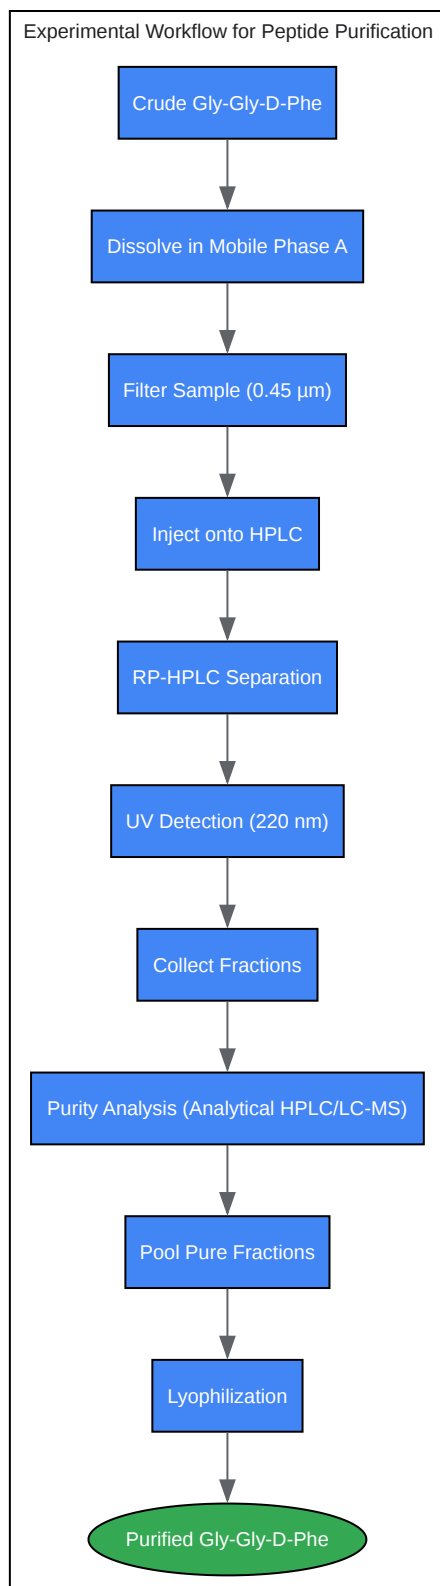 Experimental Workflow for Peptide Purification
Crude Gly-Gly-D-Phe
Dissolve in Mobile Phase A
Filter Sample (0.45 µm)
Inject onto HPLC
RP-HPLC Separation
UV Detection (220 nm)
Collect Fractions
Purity Analysis (Analytical HPLC/LC-MS)
Pool Pure Fractions
Lyophilization
Purified Gly-Gly-D-Phe